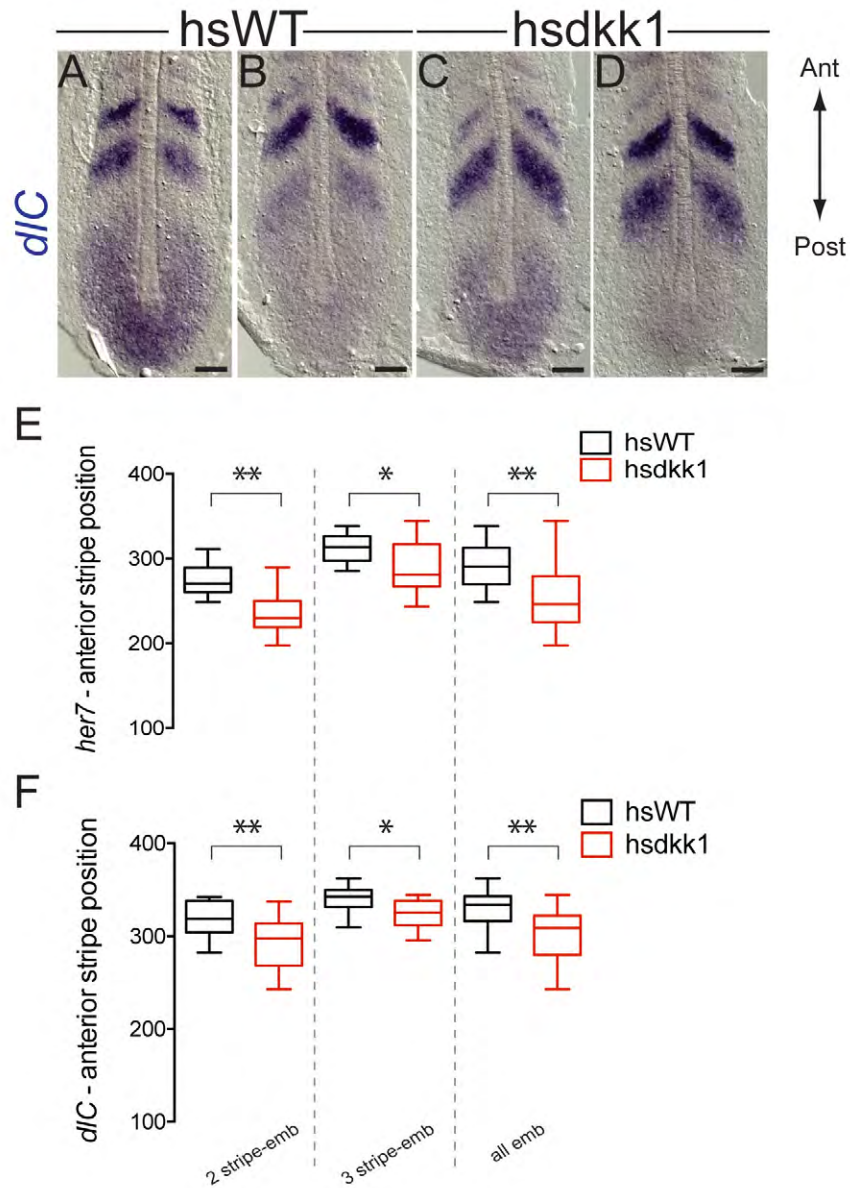 hsWT hsdkk1
A B C D
Ant
dlC
Post
E
hsWT
hsdkk1
her7 - anterior stripe position
400
300
200
100
** * **
F
hsWT
hsdkk1
dlC - anterior stripe position
400
300
200
100
** * **
2 stripe-emb 3 stripe-emb all emb